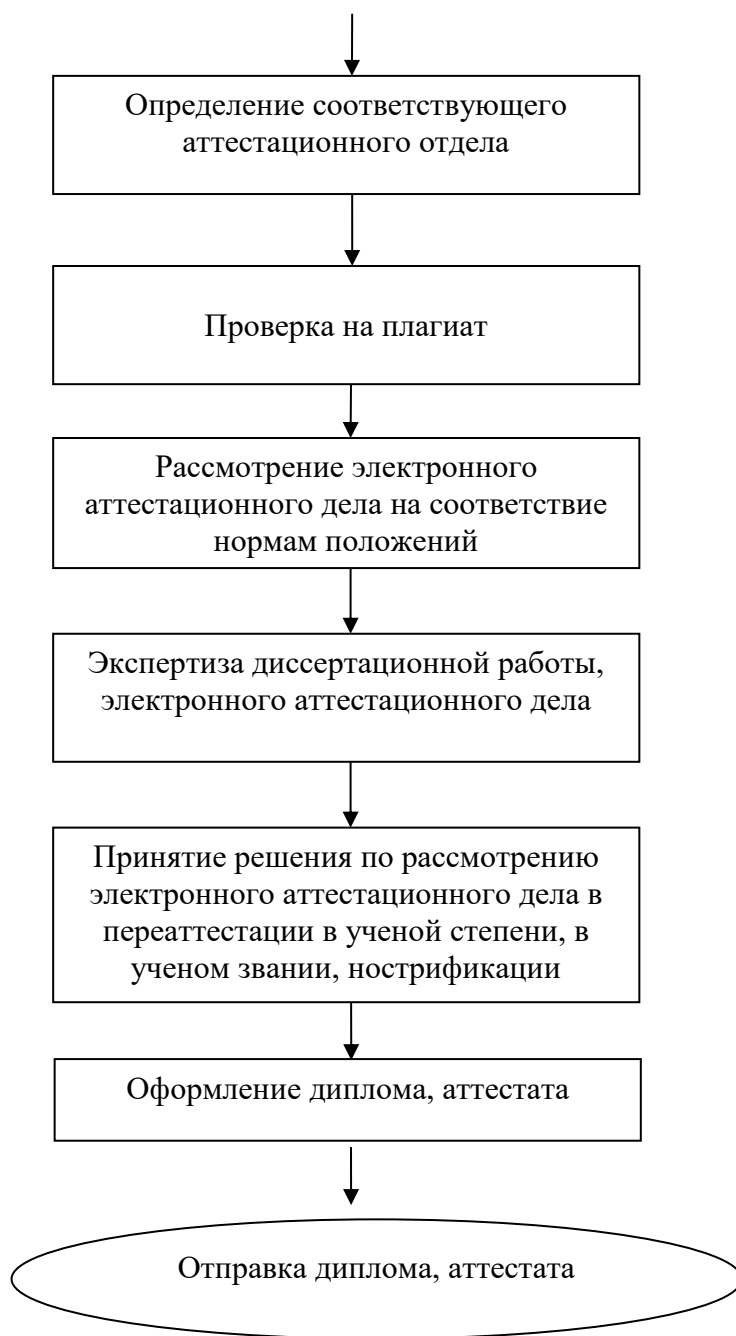 Определение соответствующего
аттестационного отдела
Проверка на плагиат
Рассмотрение электронного
аттестационного дела на соответствие
нормам положений
Экспертиза диссертационной работы,
электронного аттестационного дела
Принятие решения по рассмотрению
электронного аттестационного дела в
переаттестации в ученой степени, в
ученом звании, нострификации
Оформление диплома, аттестата
Отправка диплома, аттестата